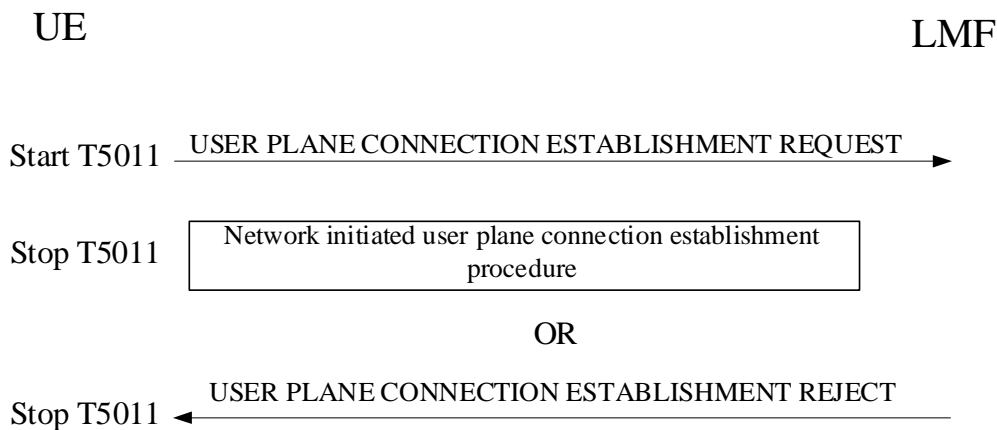 UE
LMF
Start T5011
USER PLANE CONNECTION ESTABLISHMENT REQUEST
Stop T5011
Network initiated user plane connection establishment
procedure
OR
USER PLANE CONNECTION ESTABLISHMENT REJECT
Stop T5011